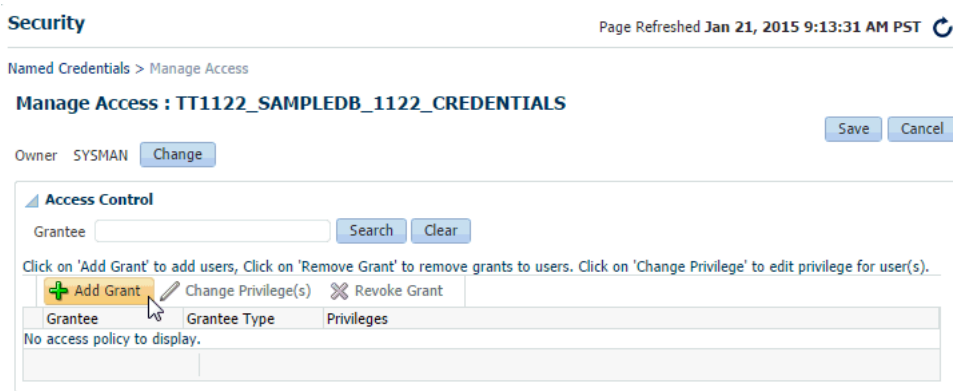 Security
Page Refreshed Jan 21, 2015 9:13:31 AM PST
Named Credentials > Manage Access
Manage Access : TT1122_SAMPLEDB_1122_CREDENTIALS
Save Cancel
Owner SYSMAN Change
Access Control
Grantee Search Clear
Click on 'Add Grant' to add users, Click on 'Remove Grant' to remove grants to users. Click on 'Change Privilege' to edit privilege for user(s).
Add Grant Change Privilege(s) Revoke Grant
Grantee Grantee Type Privileges
No access policy to display.